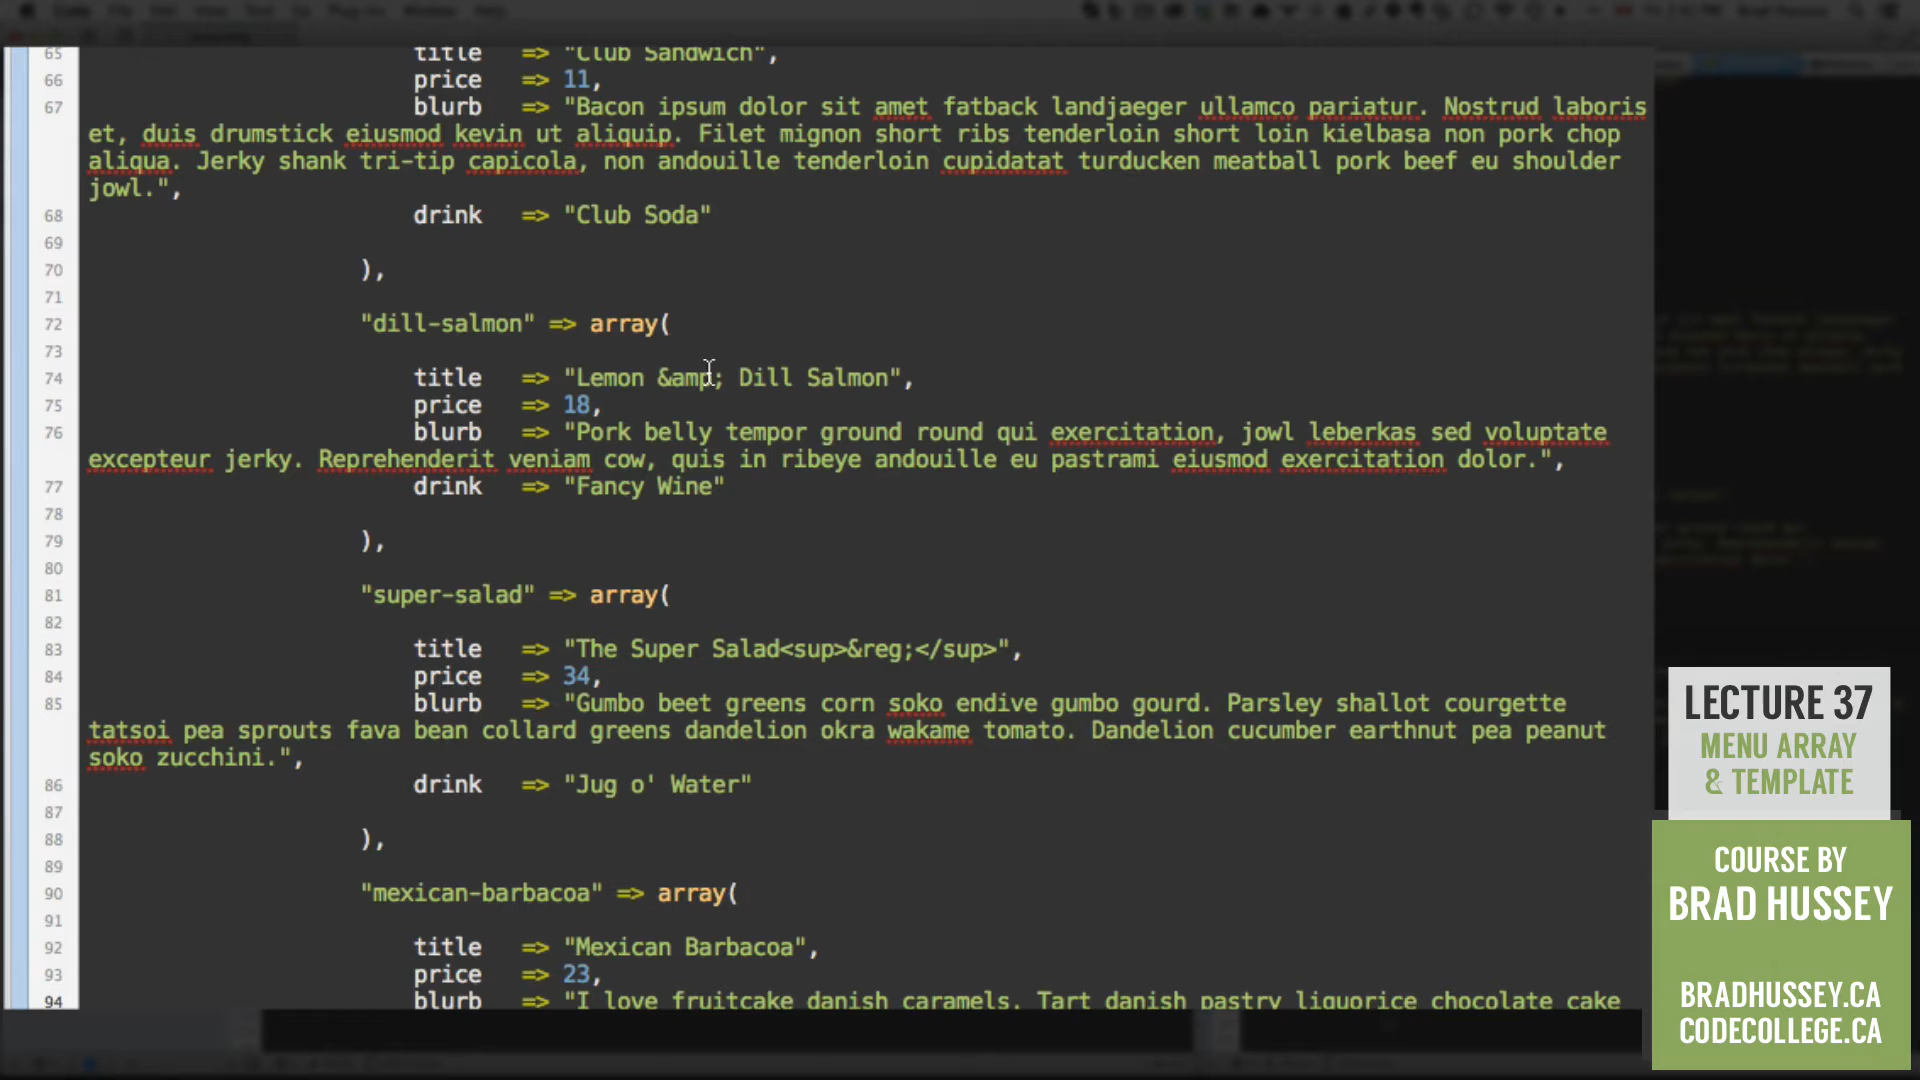 65 title => "Club Sandwich",
66 price => 11,
67 blurb => "Bacon ipsum dolor sit amet fatback landjaeger ullamco pariatur. Nostrud laboris
et, duis drumstick eiusmod kevin ut aliquip. Filet mignon short ribs tenderloin short loin kielbasa non pork chop
aliqua. Jerky shank tri-tip capicola, non andouille tenderloin cupidatat turducken meatball pork beef eu shoulder
jowl.",
68 drink => "Club Soda"
69
70 ),
71
72 "dill-salmon" => array(
73
74 title => "Lemon &amp; Dill Salmon",
75 price => 18,
76 blurb => "Pork belly tempor ground round qui exercitation, jowl leberkas sed voluptate
excepteur jerky. Reprehenderit veniam cow, quis in ribeye andouille eu pastrami eiusmod exercitation dolor.",
77 drink => "Fancy Wine"
78
79 ),
80
81 "super-salad" => array(
82
83 title => "The Super Salad<sup>&reg;</sup>",
84 price => 34,
85 blurb => "Gumbo beet greens corn soko endive gumbo gourd. Parsley shallot courgette
tatsoi pea sprouts fava bean collard greens dandelion okra wakame tomato. Dandelion cucumber earthnut pea peanut
soko zucchini.",
86 drink => "Jug o' Water"
87
88 ),
89
90 "mexican-barbacoa" => array(
91
92 title => "Mexican Barbacoa",
93 price => 23,
94 blurb => "I love fruitcake danish caramels. Tart danish pastry liquorice chocolate cake
LECTURE 37
MENU ARRAY
& TEMPLATE
COURSE BY
BRAD HUSSEY
BRADHUSSEY.CA
CODECOLLEGE.CA